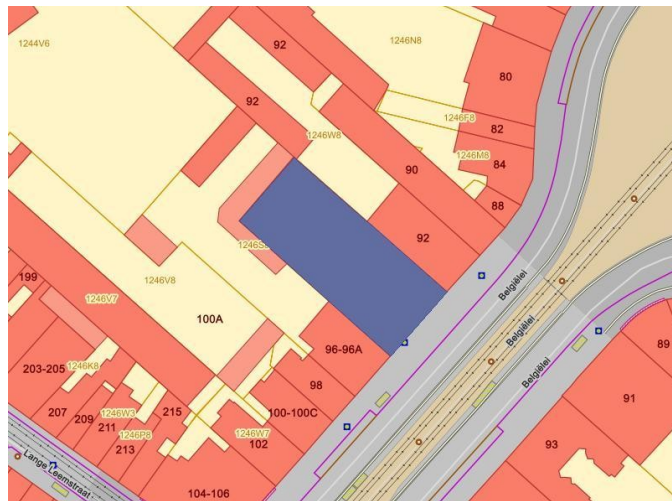 1244V6
92
1246N8
80
92
1246F8
82
1246W8
1246M8
84
90
88
92
1246V8
Belgiëlei
1246V7
199
100A
Belgiëlei
96-96A
89
203-205
1246K8
98
Belgiëlei
91
207
209
1246W3
211
215
100-100C
1246P8
213
1246W7
102
93
Lange Leemstraat
104-106